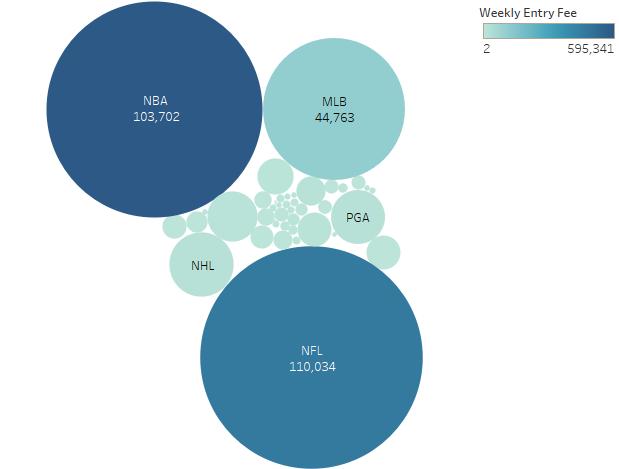 Weekly Entry Fee
2 595,341
NBA
103,702
MLB
44,763
PGA
NHL
NFL
110,034